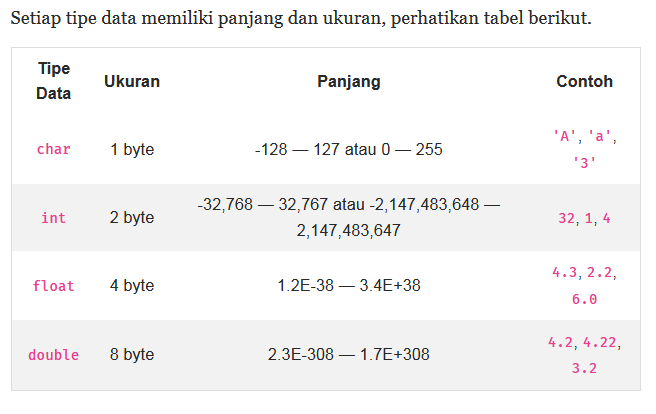 Setiap tipe data memiliki panjang dan ukuran, perhatikan tabel berikut.
Tipe
Data
Ukuran
Panjang
Contoh
char
1 byte
-128 — 127 atau 0 — 255
'A', 'a',
'3'
int
2 byte
-32,768 — 32,767 atau -2,147,483,648 —
2,147,483,647
32, 1, 4
float
4 byte
1.2E-38 — 3.4E+38
4.3, 2.2,
6.0
double
8 byte
2.3E-308 — 1.7E+308
4.2, 4.22,
3.2